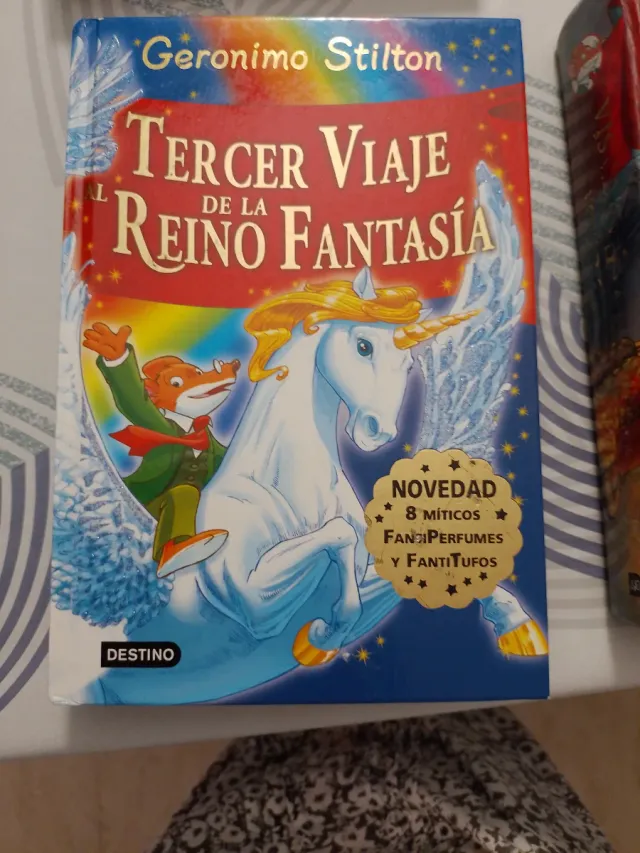 Geronimo Stilton
TERCER VIAJE
AL
DE LA
REINO FANTASÍA
NOVEDAD
8 MÍTICOS
FANTIPERFUMES
Y FANTITUFOS
DESTINO